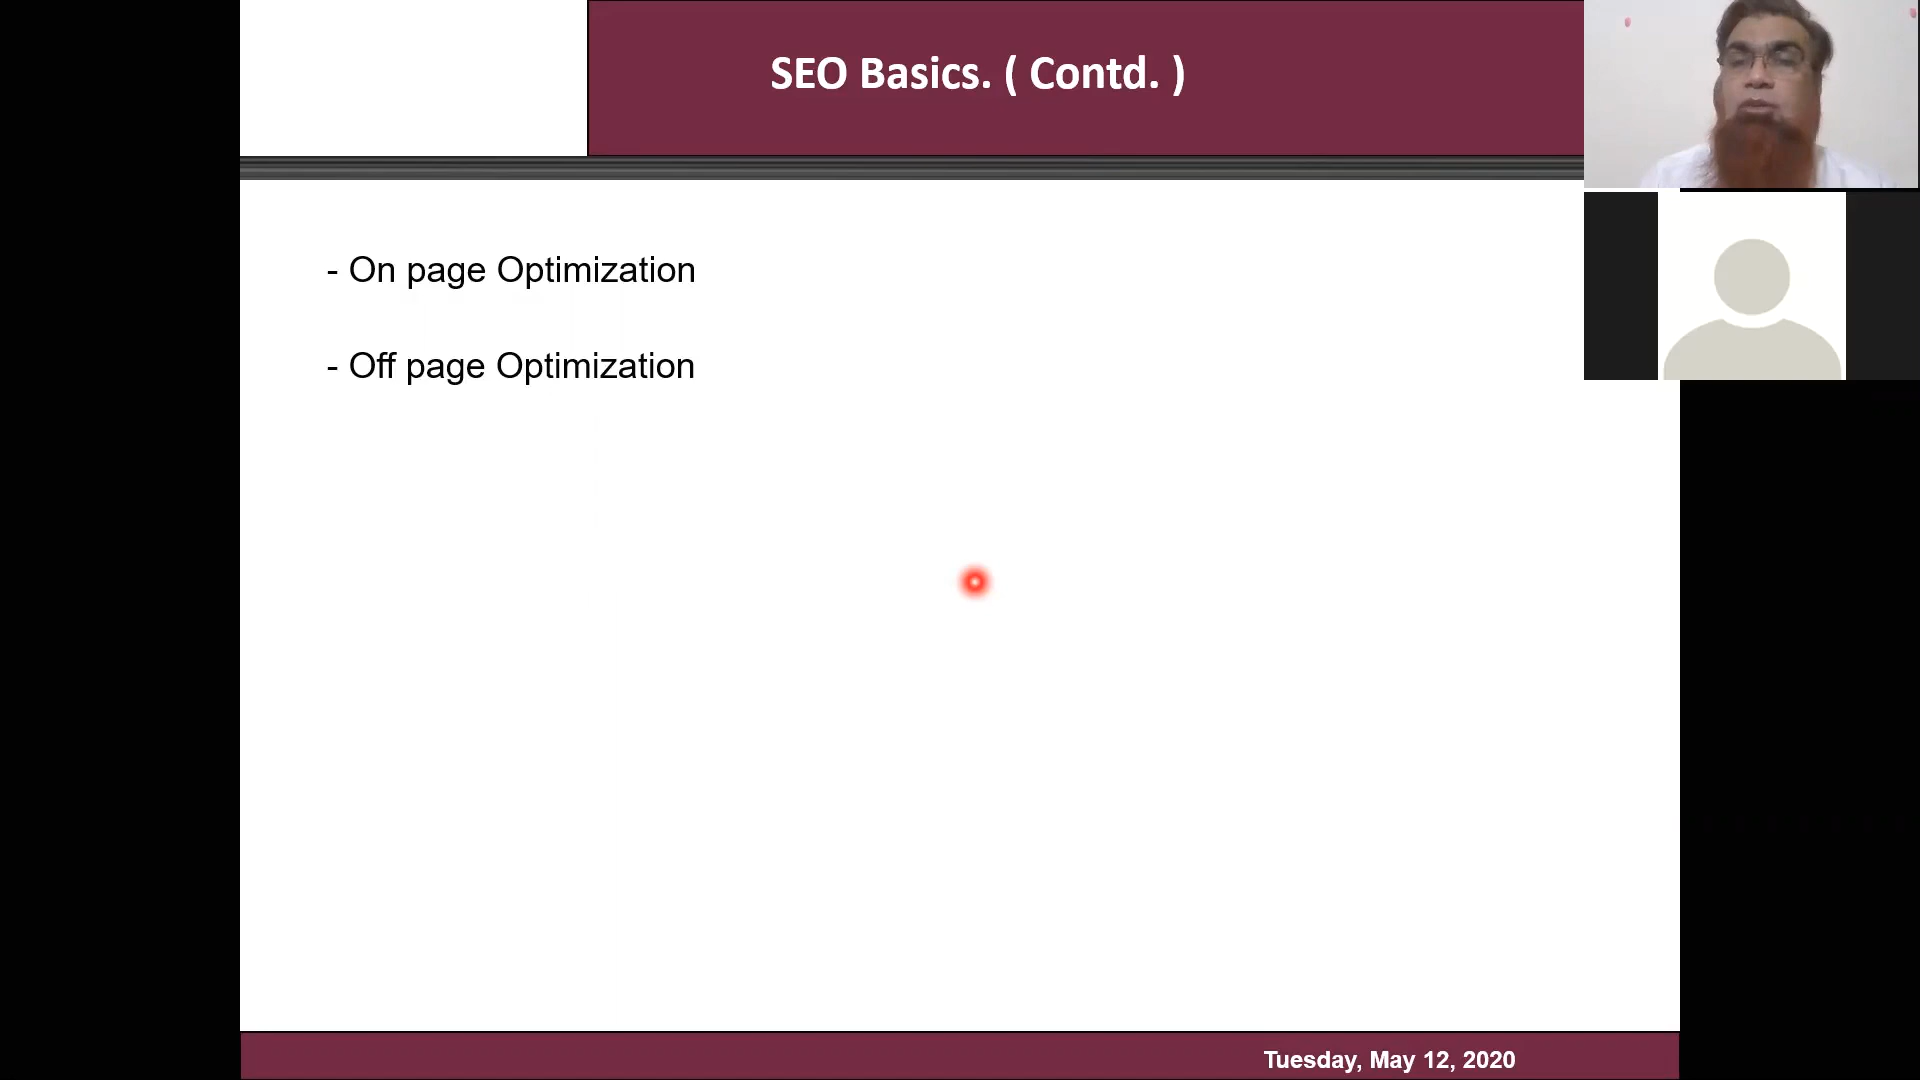 SEO Basics. ( Contd. )
- On page Optimization
- Off page Optimization
Tuesday, May 12, 2020